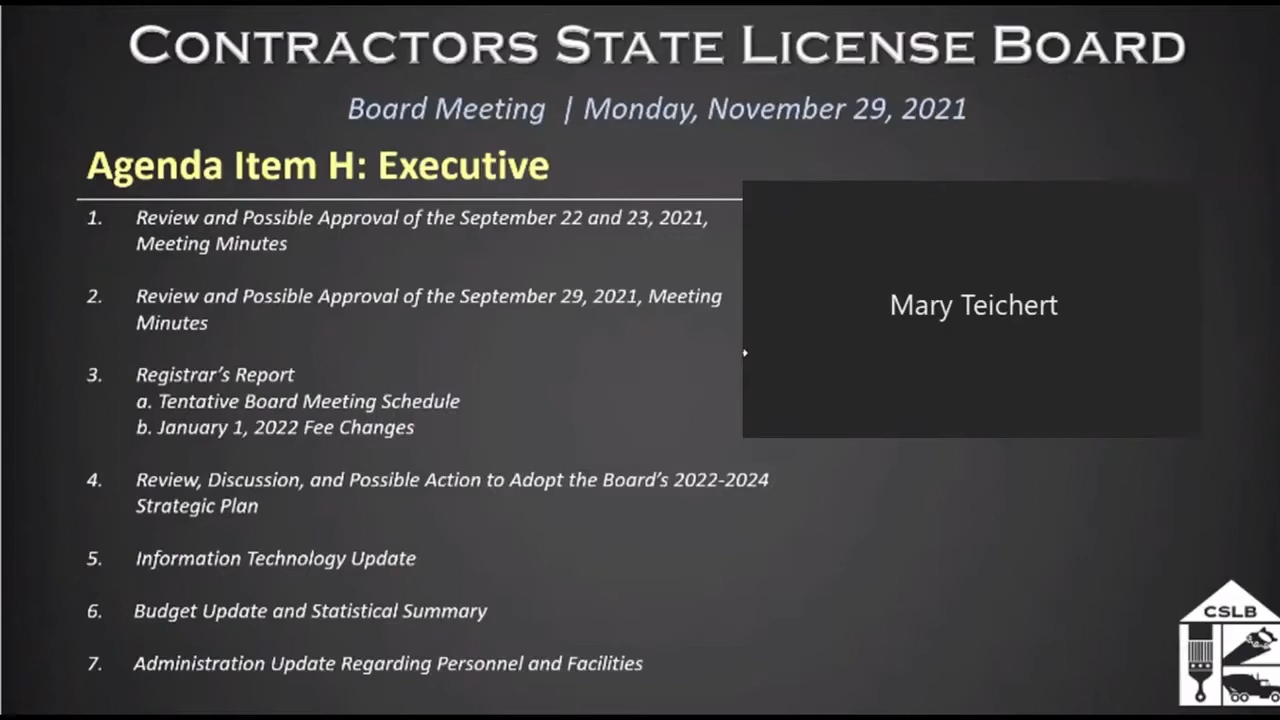 CONTRACTORS STATE LICENSE BOARD
Board Meeting | Monday, November 29, 2021
Agenda Item H: Executive
1. Review and Possible Approval of the September 22 and 23, 2021,
Meeting Minutes
2. Review and Possible Approval of the September 29, 2021, Meeting
Minutes
3. Registrar's Report
a. Tentative Board Meeting Schedule
b. January 1, 2022 Fee Changes
4. Review, Discussion, and Possible Action to Adopt the Board's 2022-2024
Strategic Plan
5. Information Technology Update
6. Budget Update and Statistical Summary
7. Administration Update Regarding Personnel and Facilities
Mary Teichert
CSLB